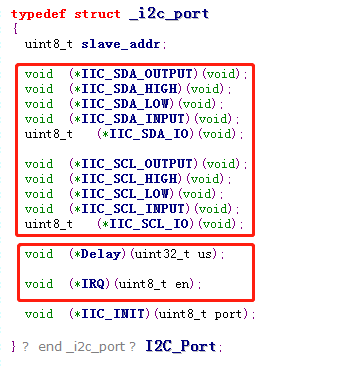 typedef struct _i2c_port
{
uint8_t slave_addr;
void (*IIC_SDA_OUTPUT)(void);
void (*IIC_SDA_HIGH)(void);
void (*IIC_SDA_LOW)(void);
void (*IIC_SDA_INPUT)(void);
uint8_t (*IIC_SDA_IO)(void);
void (*IIC_SCL_OUTPUT)(void);
void (*IIC_SCL_HIGH)(void);
void (*IIC_SCL_LOW)(void);
void (*IIC_SCL_INPUT)(void);
uint8_t (*IIC_SCL_IO)(void);
void (*Delay)(uint32_t us);
void (*IRQ)(uint8_t en);
void (*IIC_INIT)(uint8_t port);
} ? end _i2c_port ? I2C_Port;